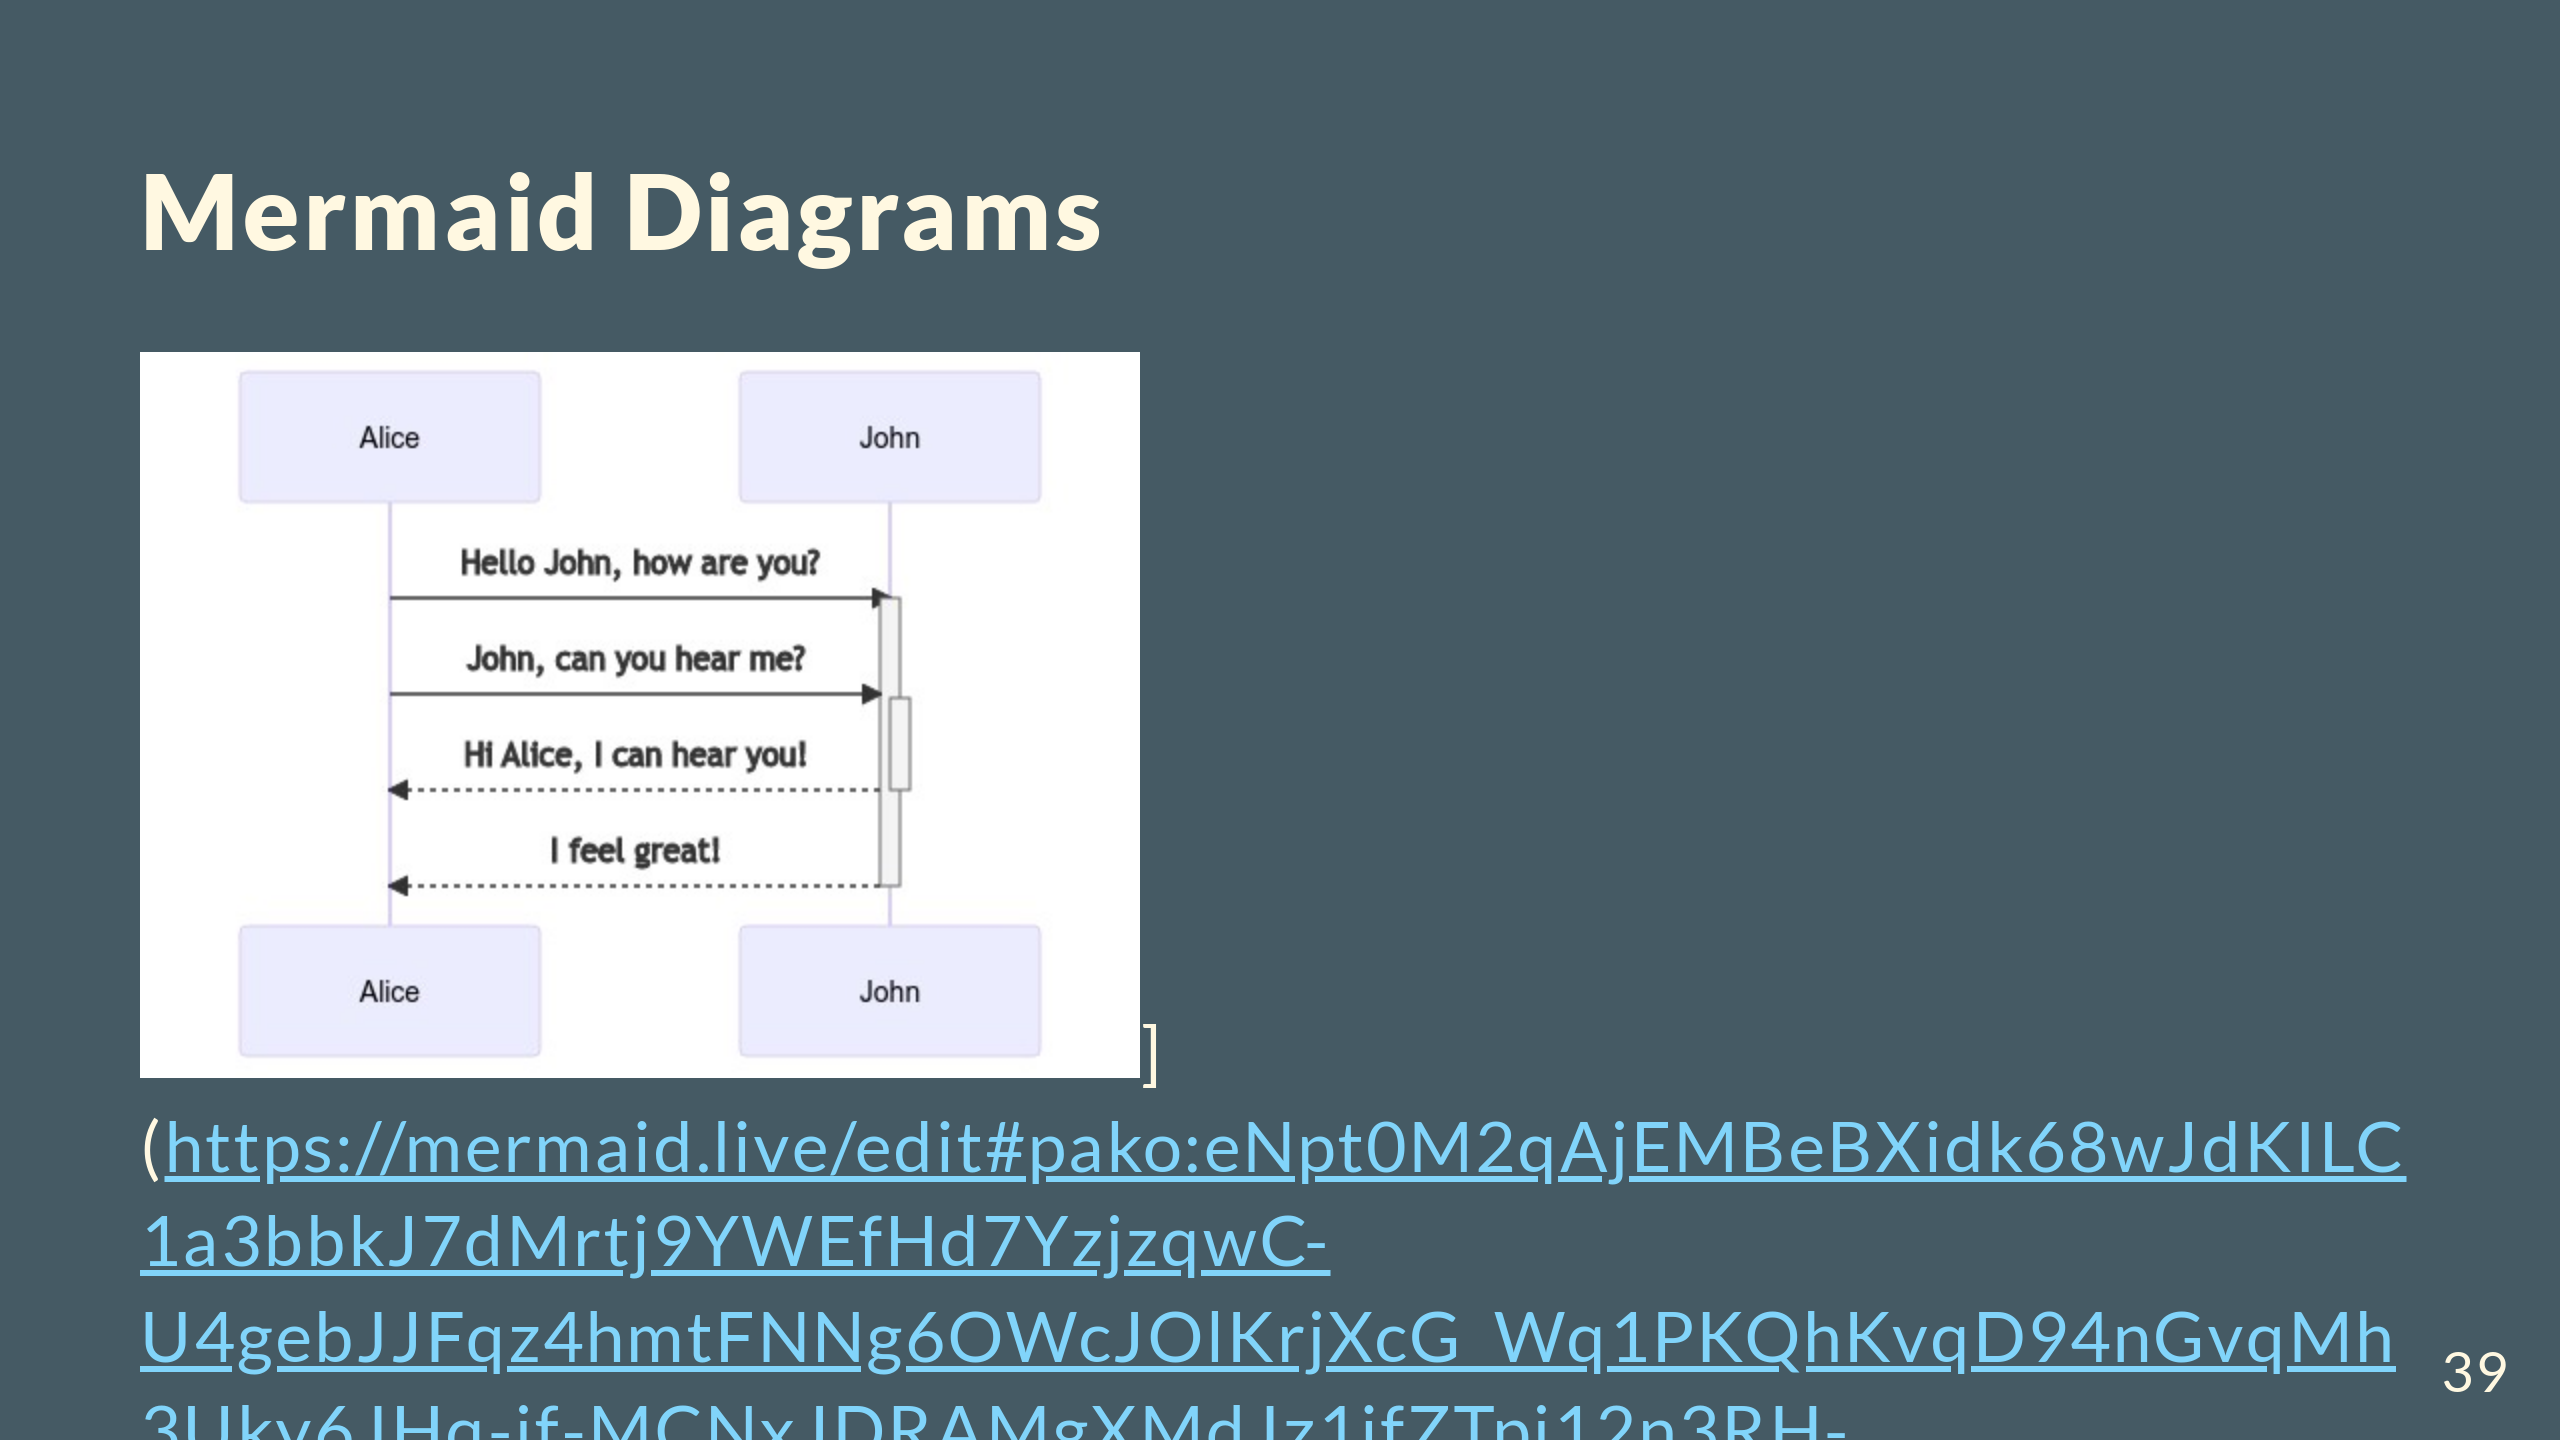 Mermaid Diagrams
Alice John
Hello John, how are you?
John, can you hear me?
Hi Alice, I can hear you!
I feel great!
Alice John
]
(https://mermaid.live/edit#pako:eNpt0M2qAjEMBeBXidk68wJdKILC
1a3bbkJ7dMrtj9YWEfHd7YzjzqwC-
U4gebJJFqz4hmtFNNg6OWcJOlKrjXcG_Wq1PKQhKvqD94nGvqMh
39